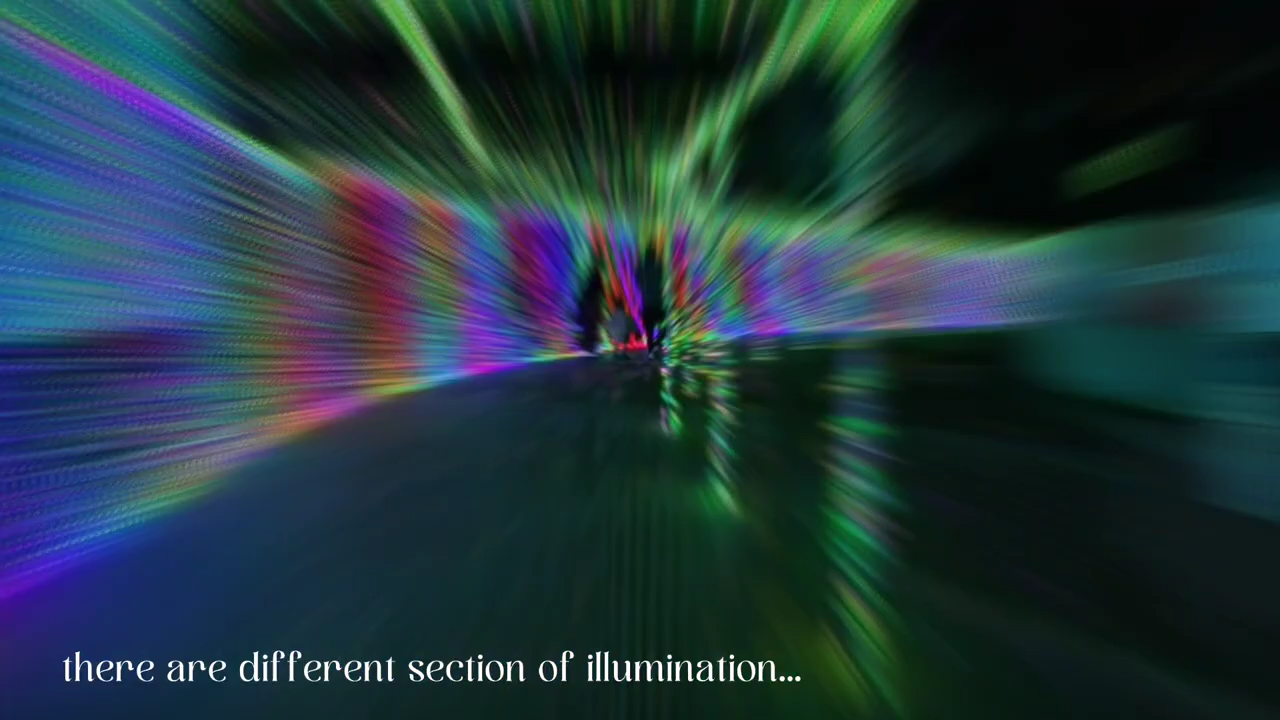 there are different section of illumination...